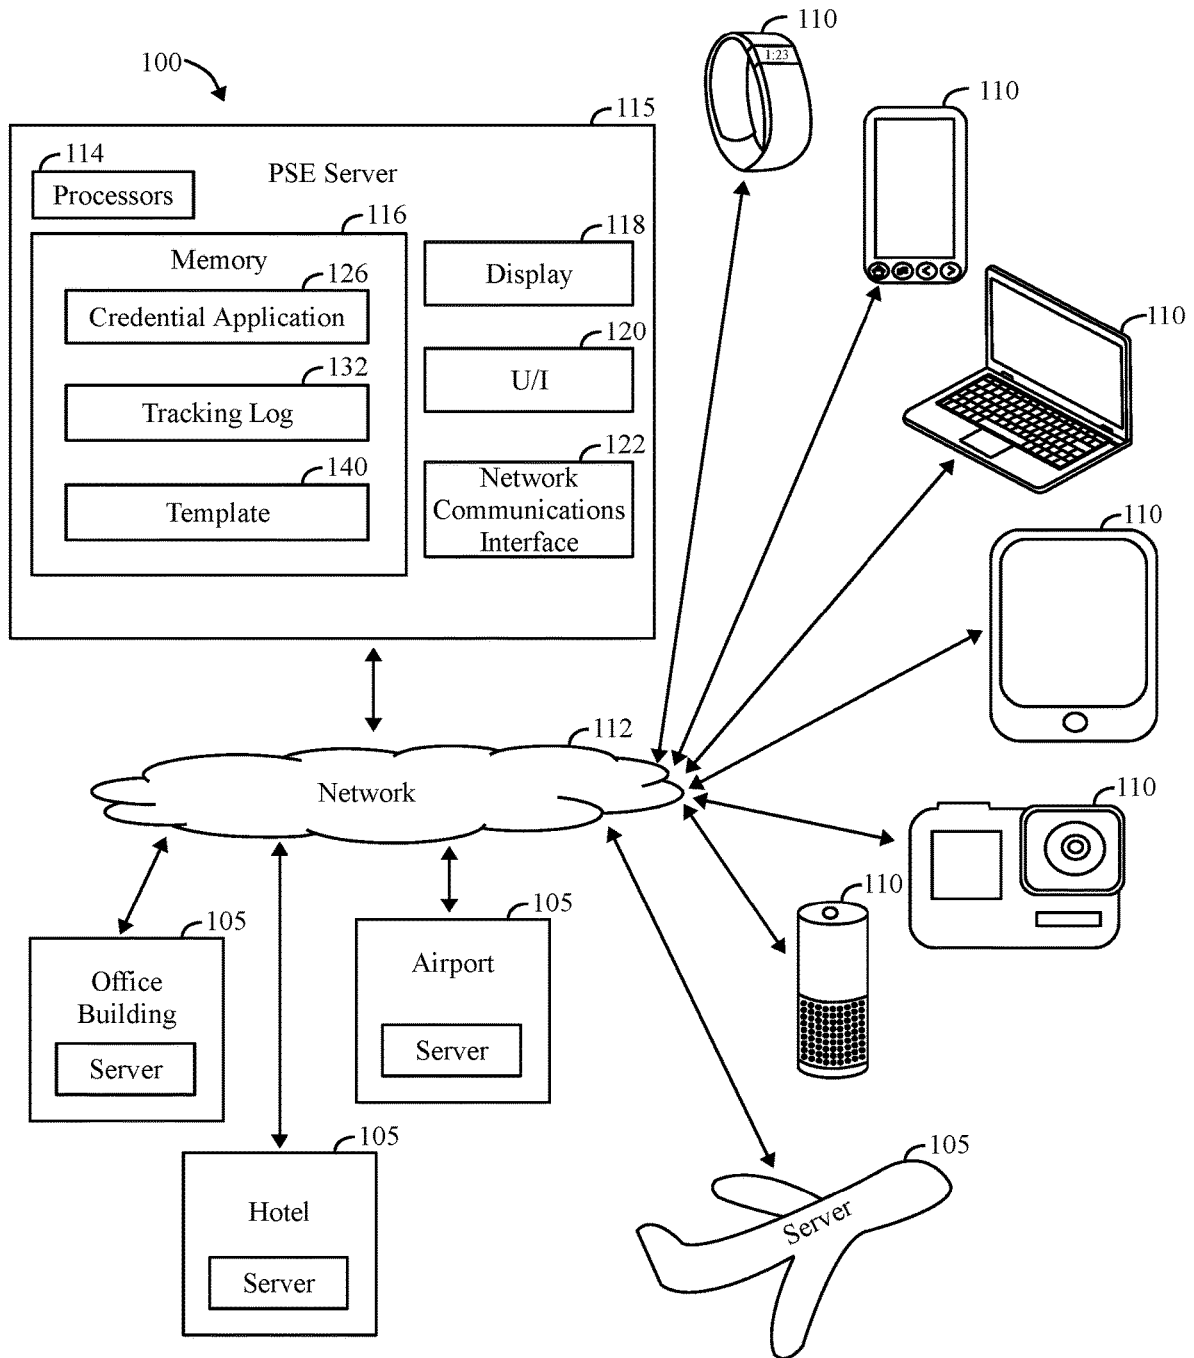 100
115
PSE Server
114
Processors
116
Memory
126
Credential Application
132
Tracking Log
140
Template
118
Display
120
U/I
122
Network
Communications
Interface
110
1:23
110
110
110
110
110
112
Network
105
Office
Building
Server
105
Airport
Server
105
Hotel
Server
105
Server